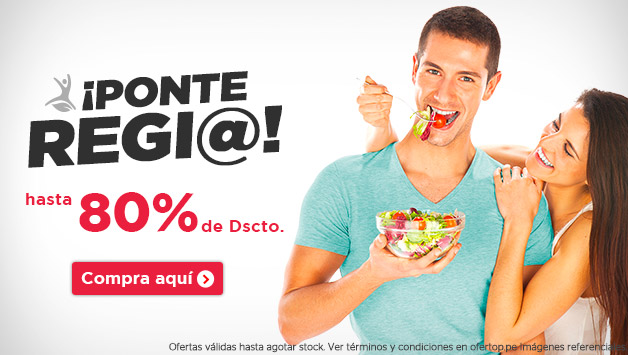 ¡PONTE
REGI@!
hasta 80% de Dscto.
Compra aquí
Ofertas válidas hasta agotar stock. Ver términos y condiciones en ofertop.pe Imágenes referenciales